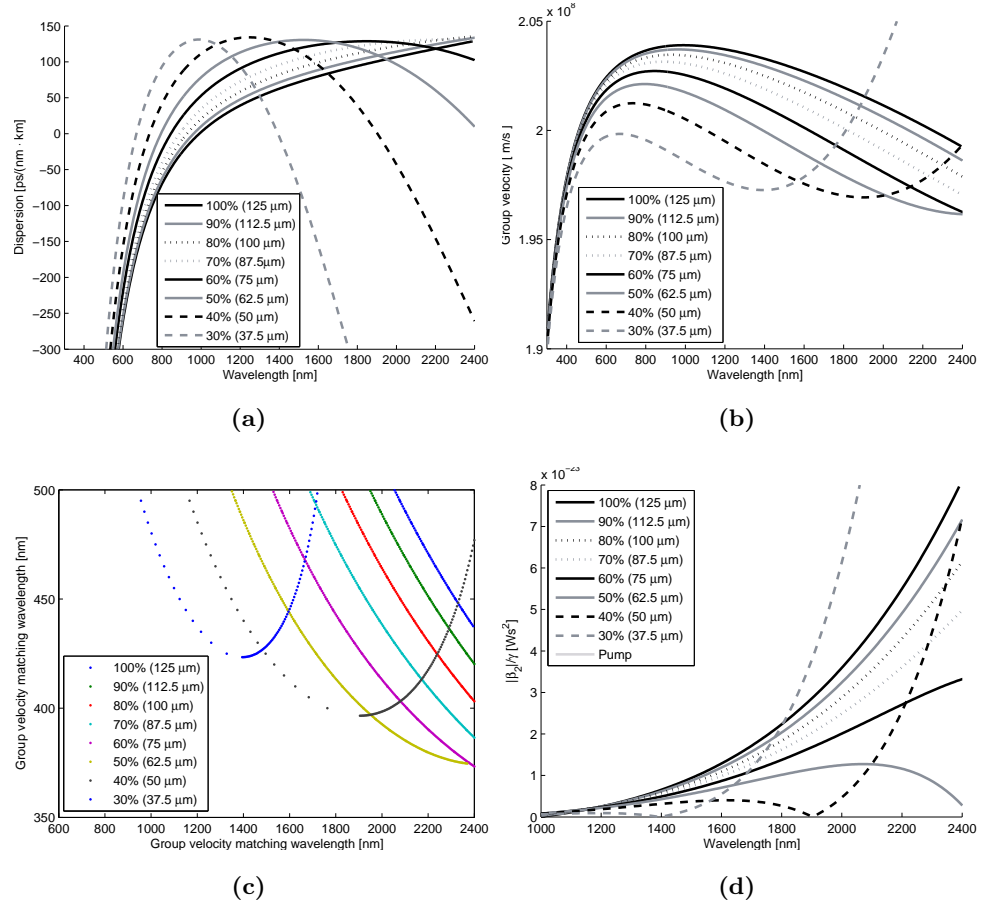 150
100
50
0
−50
−100
−150
−200
−250
−300
Dispersion [ps/(nm · km)
100% (125 μm)
90% (112.5 μm)
80% (100 μm)
70% (87.5μm)
60% (75 μm)
50% (62.5 μm)
40% (50 μm)
30% (37.5 μm)
400 600 800 1000 1200 1400 1600 1800 2000 2200 2400
Wavelength [nm]
(a)
x 10⁸
2.05
2
1.95
1.9
Group velocity [ m/s ]
100% (125 μm)
90% (112.5 μm)
80% (100 μm)
70% (87.5 μm)
60% (75 μm)
50% (62.5 μm)
40% (50 μm)
30% (37.5 μm)
400 600 800 1000 1200 1400 1600 1800 2000 2200 2400
Wavelength [nm]
(b)
500
450
400
350
Group velocity matching wavelength [nm]
100% (125 μm)
90% (112.5 μm)
80% (100 μm)
70% (87.5 μm)
60% (75 μm)
50% (62.5 μm)
40% (50 μm)
30% (37.5 μm)
600 800 1000 1200 1400 1600 1800 2000 2200 2400
Group velocity matching wavelength [nm]
(c)
x 10⁻²³
8
7
6
5
4
3
2
1
0
|β₂|/γ [Ws²]
100% (125 μm)
90% (112.5 μm)
80% (100 μm)
70% (87.5 μm)
60% (75 μm)
50% (62.5 μm)
40% (50 μm)
30% (37.5 μm)
Pump
1000 1200 1400 1600 1800 2000 2200 2400
Wavelength [nm]
(d)